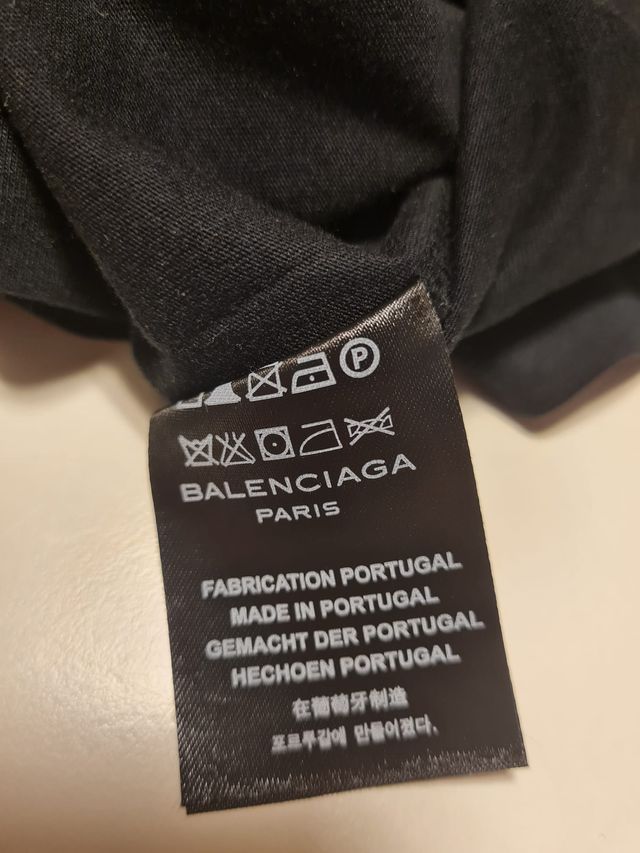 P
BALENCIAGA
PARIS
FABRICATION PORTUGAL
MADE IN PORTUGAL
GEMACHT DER PORTUGAL
HECHOEN PORTUGAL
在葡萄牙制造
포르루갈에 만들어졌다.